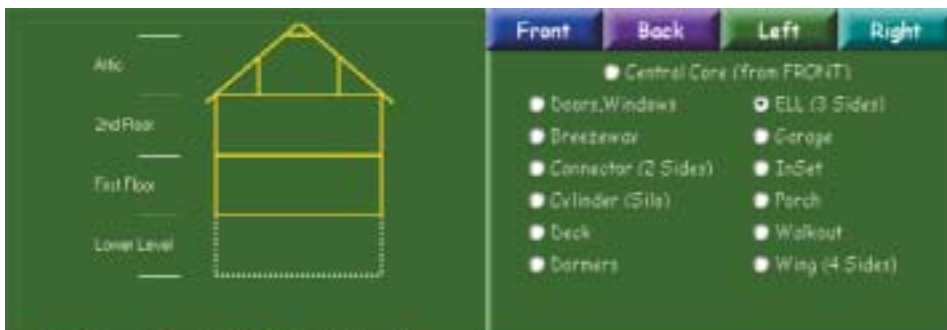 Attic
2nd Floor
First Floor
Lower Level
Front Back Left Right
Central Core (from FRONT)
Doors,Windows
ELL (3 Sides)
Breezeway
Garage
Connector (2 Sides)
InSet
Cylinder (Silo)
Porch
Deck
Walkout
Dormers
Wing (4 Sides)